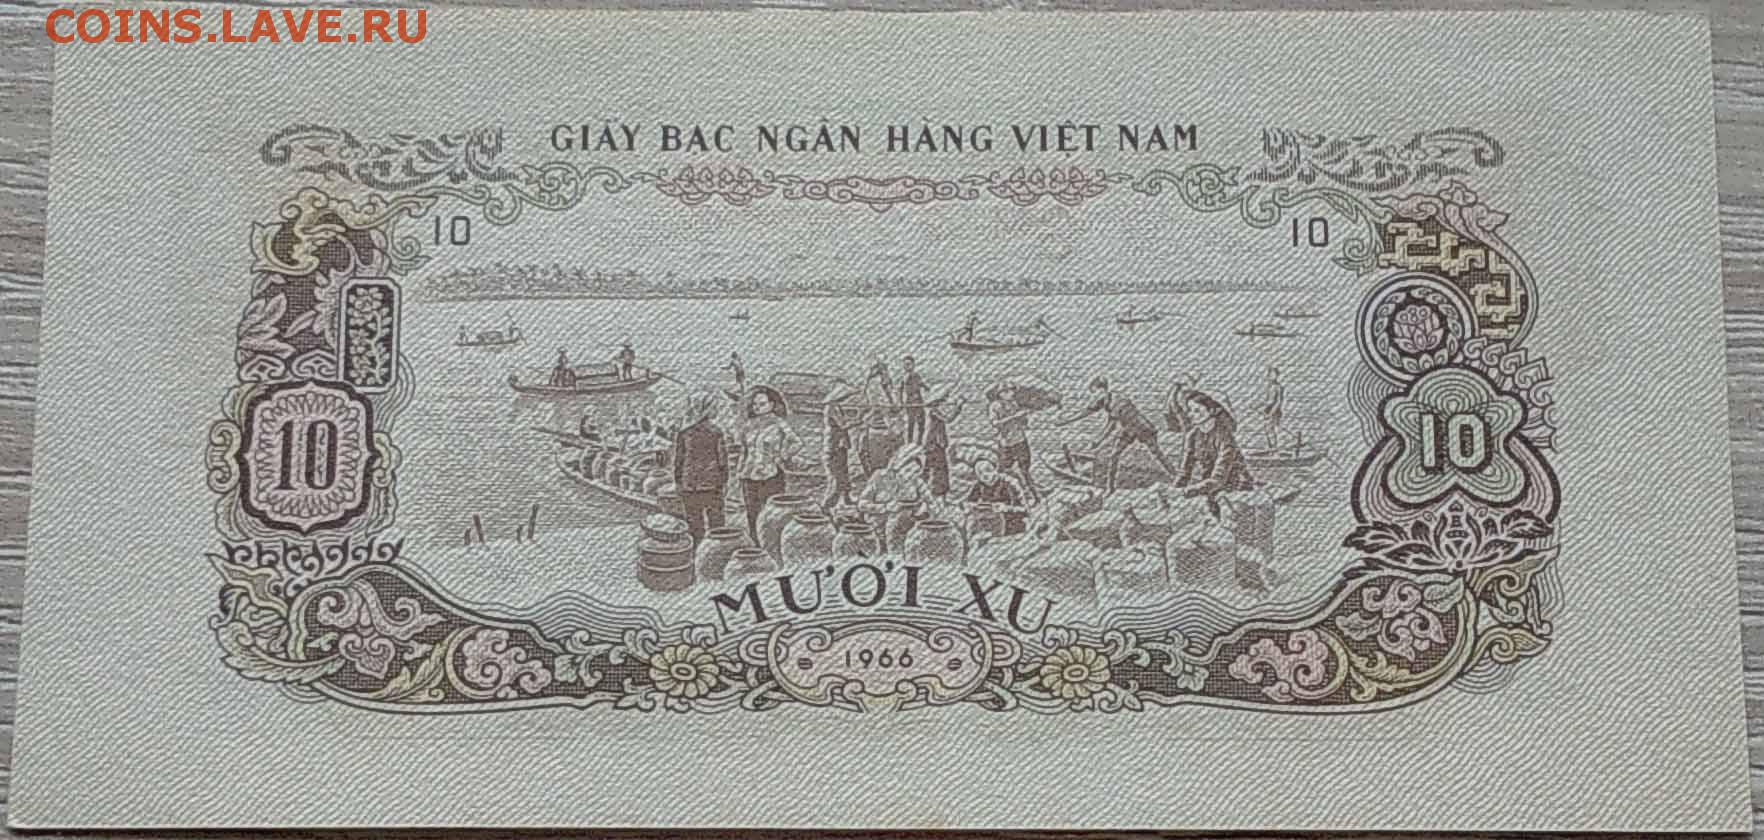 COINS.LAVE.RU
GIẤY BẠC NGÂN HÀNG VIỆT NAM
10 10
10 10
MƯỜI XU
1966